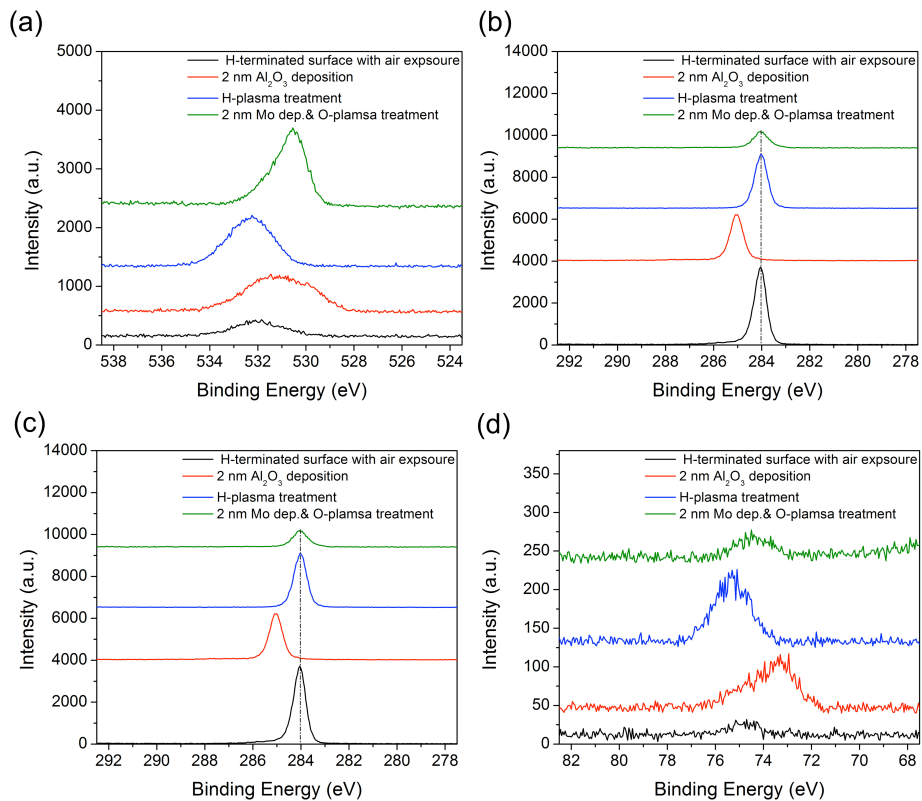 (a)
5000
4000
3000
2000
1000
0
Intensity (a.u.)
H-terminated surface with air expsoure
2 nm Al₂O₃ deposition
H-plasma treatment
2 nm Mo dep.& O-plamsa treatment
538 536 534 532 530 528 526 524
Binding Energy (eV)
(b)
14000
12000
10000
8000
6000
4000
2000
0
Intensity (a.u.)
H-terminated surface with air expsoure
2 nm Al₂O₃ deposition
H-plasma treatment
2 nm Mo dep.& O-plamsa treatment
292 290 288 286 284 282 280 278
Binding Energy (eV)
(c)
14000
12000
10000
8000
6000
4000
2000
0
Intensity (a.u.)
H-terminated surface with air expsoure
2 nm Al₂O₃ deposition
H-plasma treatment
2 nm Mo dep.& O-plamsa treatment
292 290 288 286 284 282 280 278
Binding Energy (eV)
(d)
350
300
250
200
150
100
50
0
Intensity (a.u.)
H-terminated surface with air expsoure
2 nm Al₂O₃ deposition
H-plasma treatment
2 nm Mo dep.& O-plamsa treatment
82 80 78 76 74 72 70 68
Binding Energy (eV)